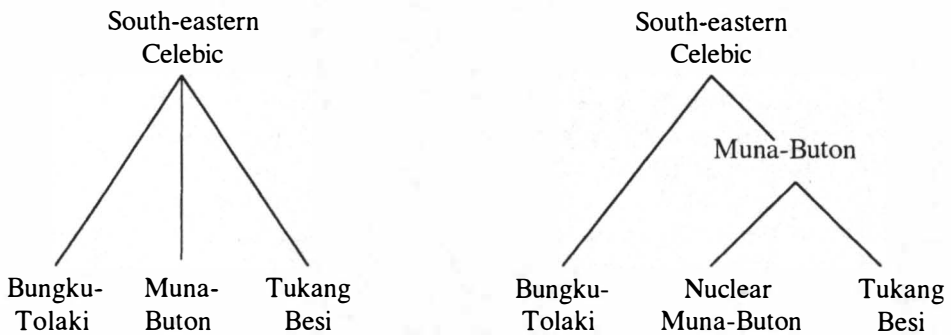 South-eastern
Celebic
Bungku-
Tolaki
Muna-
Buton
Tukang
Besi
South-eastern
Celebic
Muna-Buton
Bungku-
Tolaki
Nuclear
Muna-Buton
Tukang
Besi